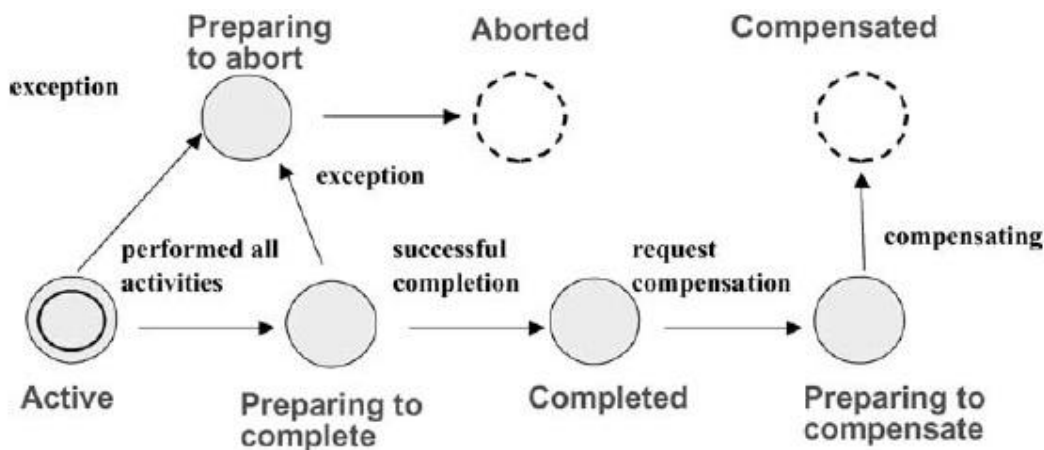 Preparing
to abort
Aborted
Compensated
exception
exception
performed all
activities
successful
completion
request
compensation
compensating
Active
Preparing to
complete
Completed
Preparing to
compensate